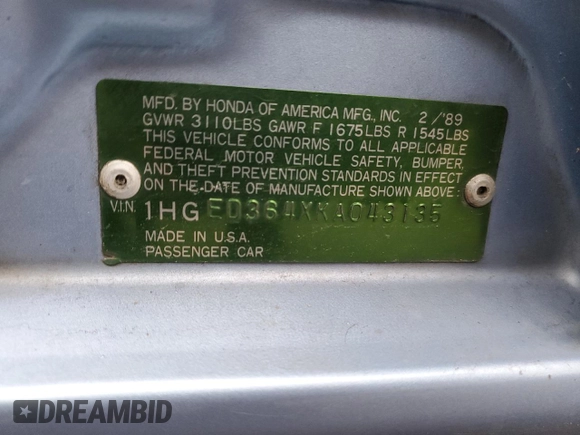 MFD. BY HONDA OF AMERICA MFG., INC. 2/'89
GVWR 3110LBS GAWR F 1675LBS R 1545LBS
THIS VEHICLE CONFORMS TO ALL APPLICABLE
FEDERAL MOTOR VEHICLE SAFETY, BUMPER,
AND THEFT PREVENTION STANDARDS IN EFFECT
ON THE DATE OF MANUFACTURE SHOWN ABOVE:
V.I.N. 1HG ED364XKA043135
MADE IN U.S.A.
PASSENGER CAR
DREAMBID